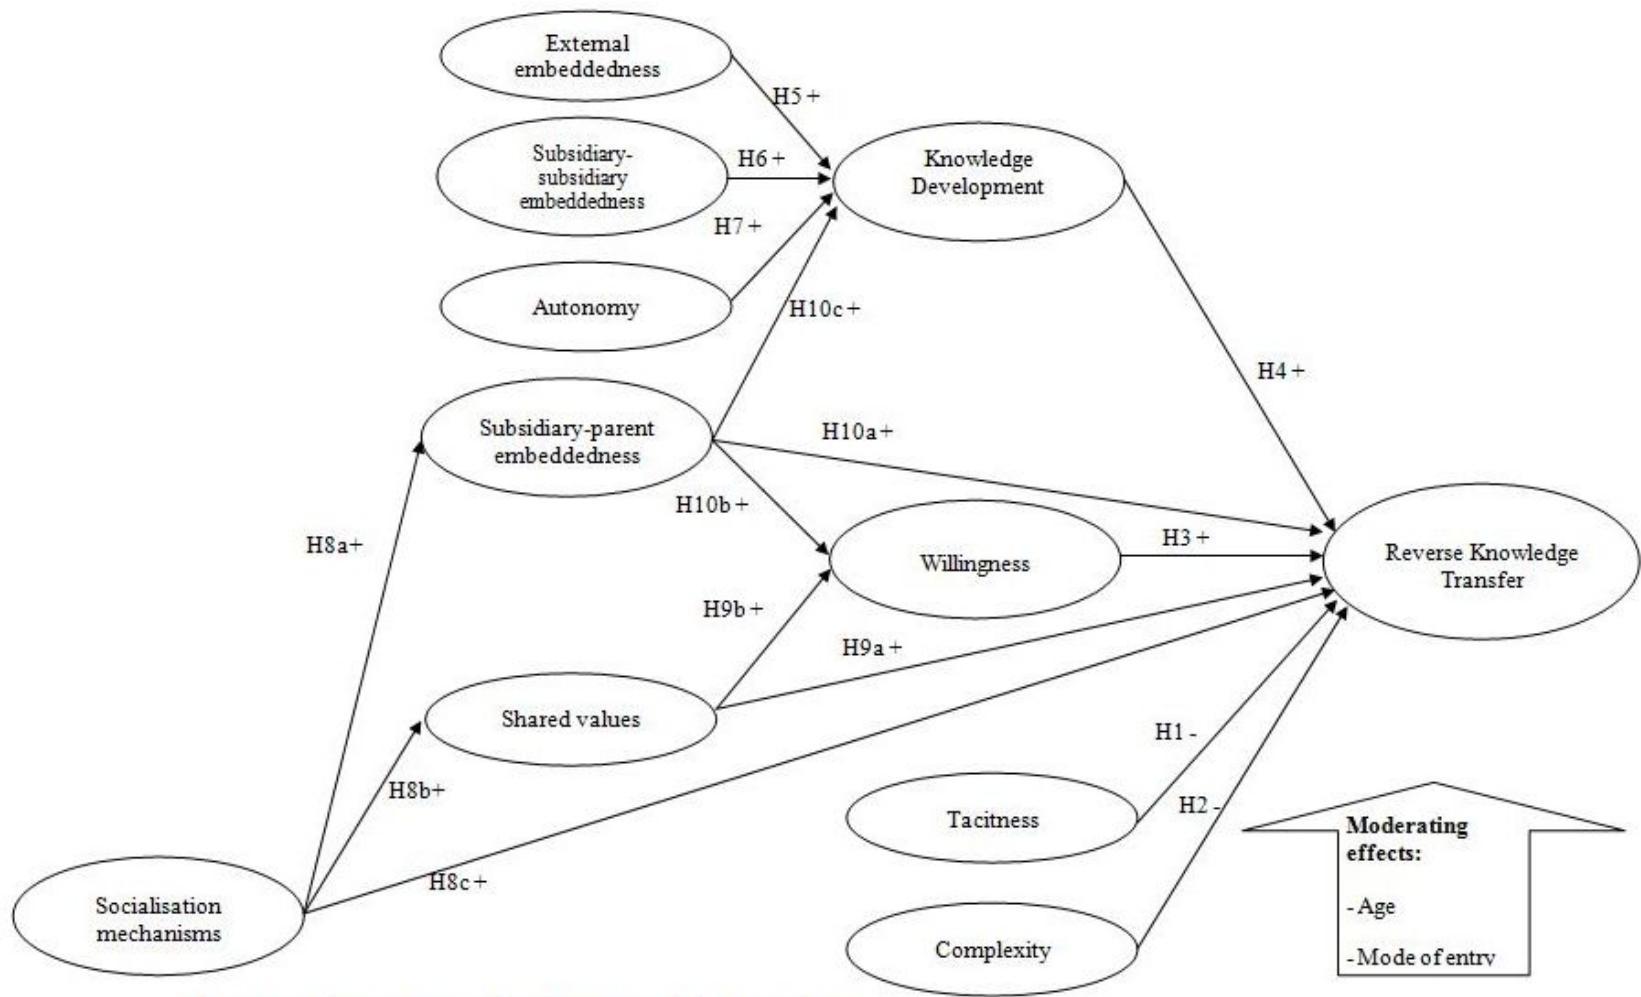 External
embeddedness
H5 +
Subsidiary-
subsidiary
embeddedness
H6 +
Knowledge
Development
H7 +
Autonomy
H10c +
H4 +
Subsidiary-parent
embeddedness
H10a +
H10b +
H8a+
Willingness
H3 +
Reverse Knowledge
Transfer
H9b +
H9a +
Shared values
H1 -
H8b+
H2 -
Tacitness
Moderating
effects:
- Age
- Mode of entry
H8c +
Socialisation
mechanisms
Complexity